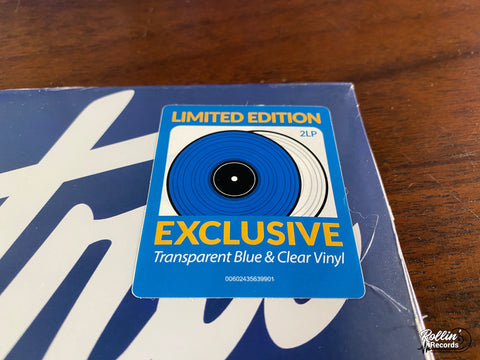 LIMITED EDITION
2LP
EXCLUSIVE
Transparent Blue & Clear Vinyl
00602435639901
Rollin'
Records